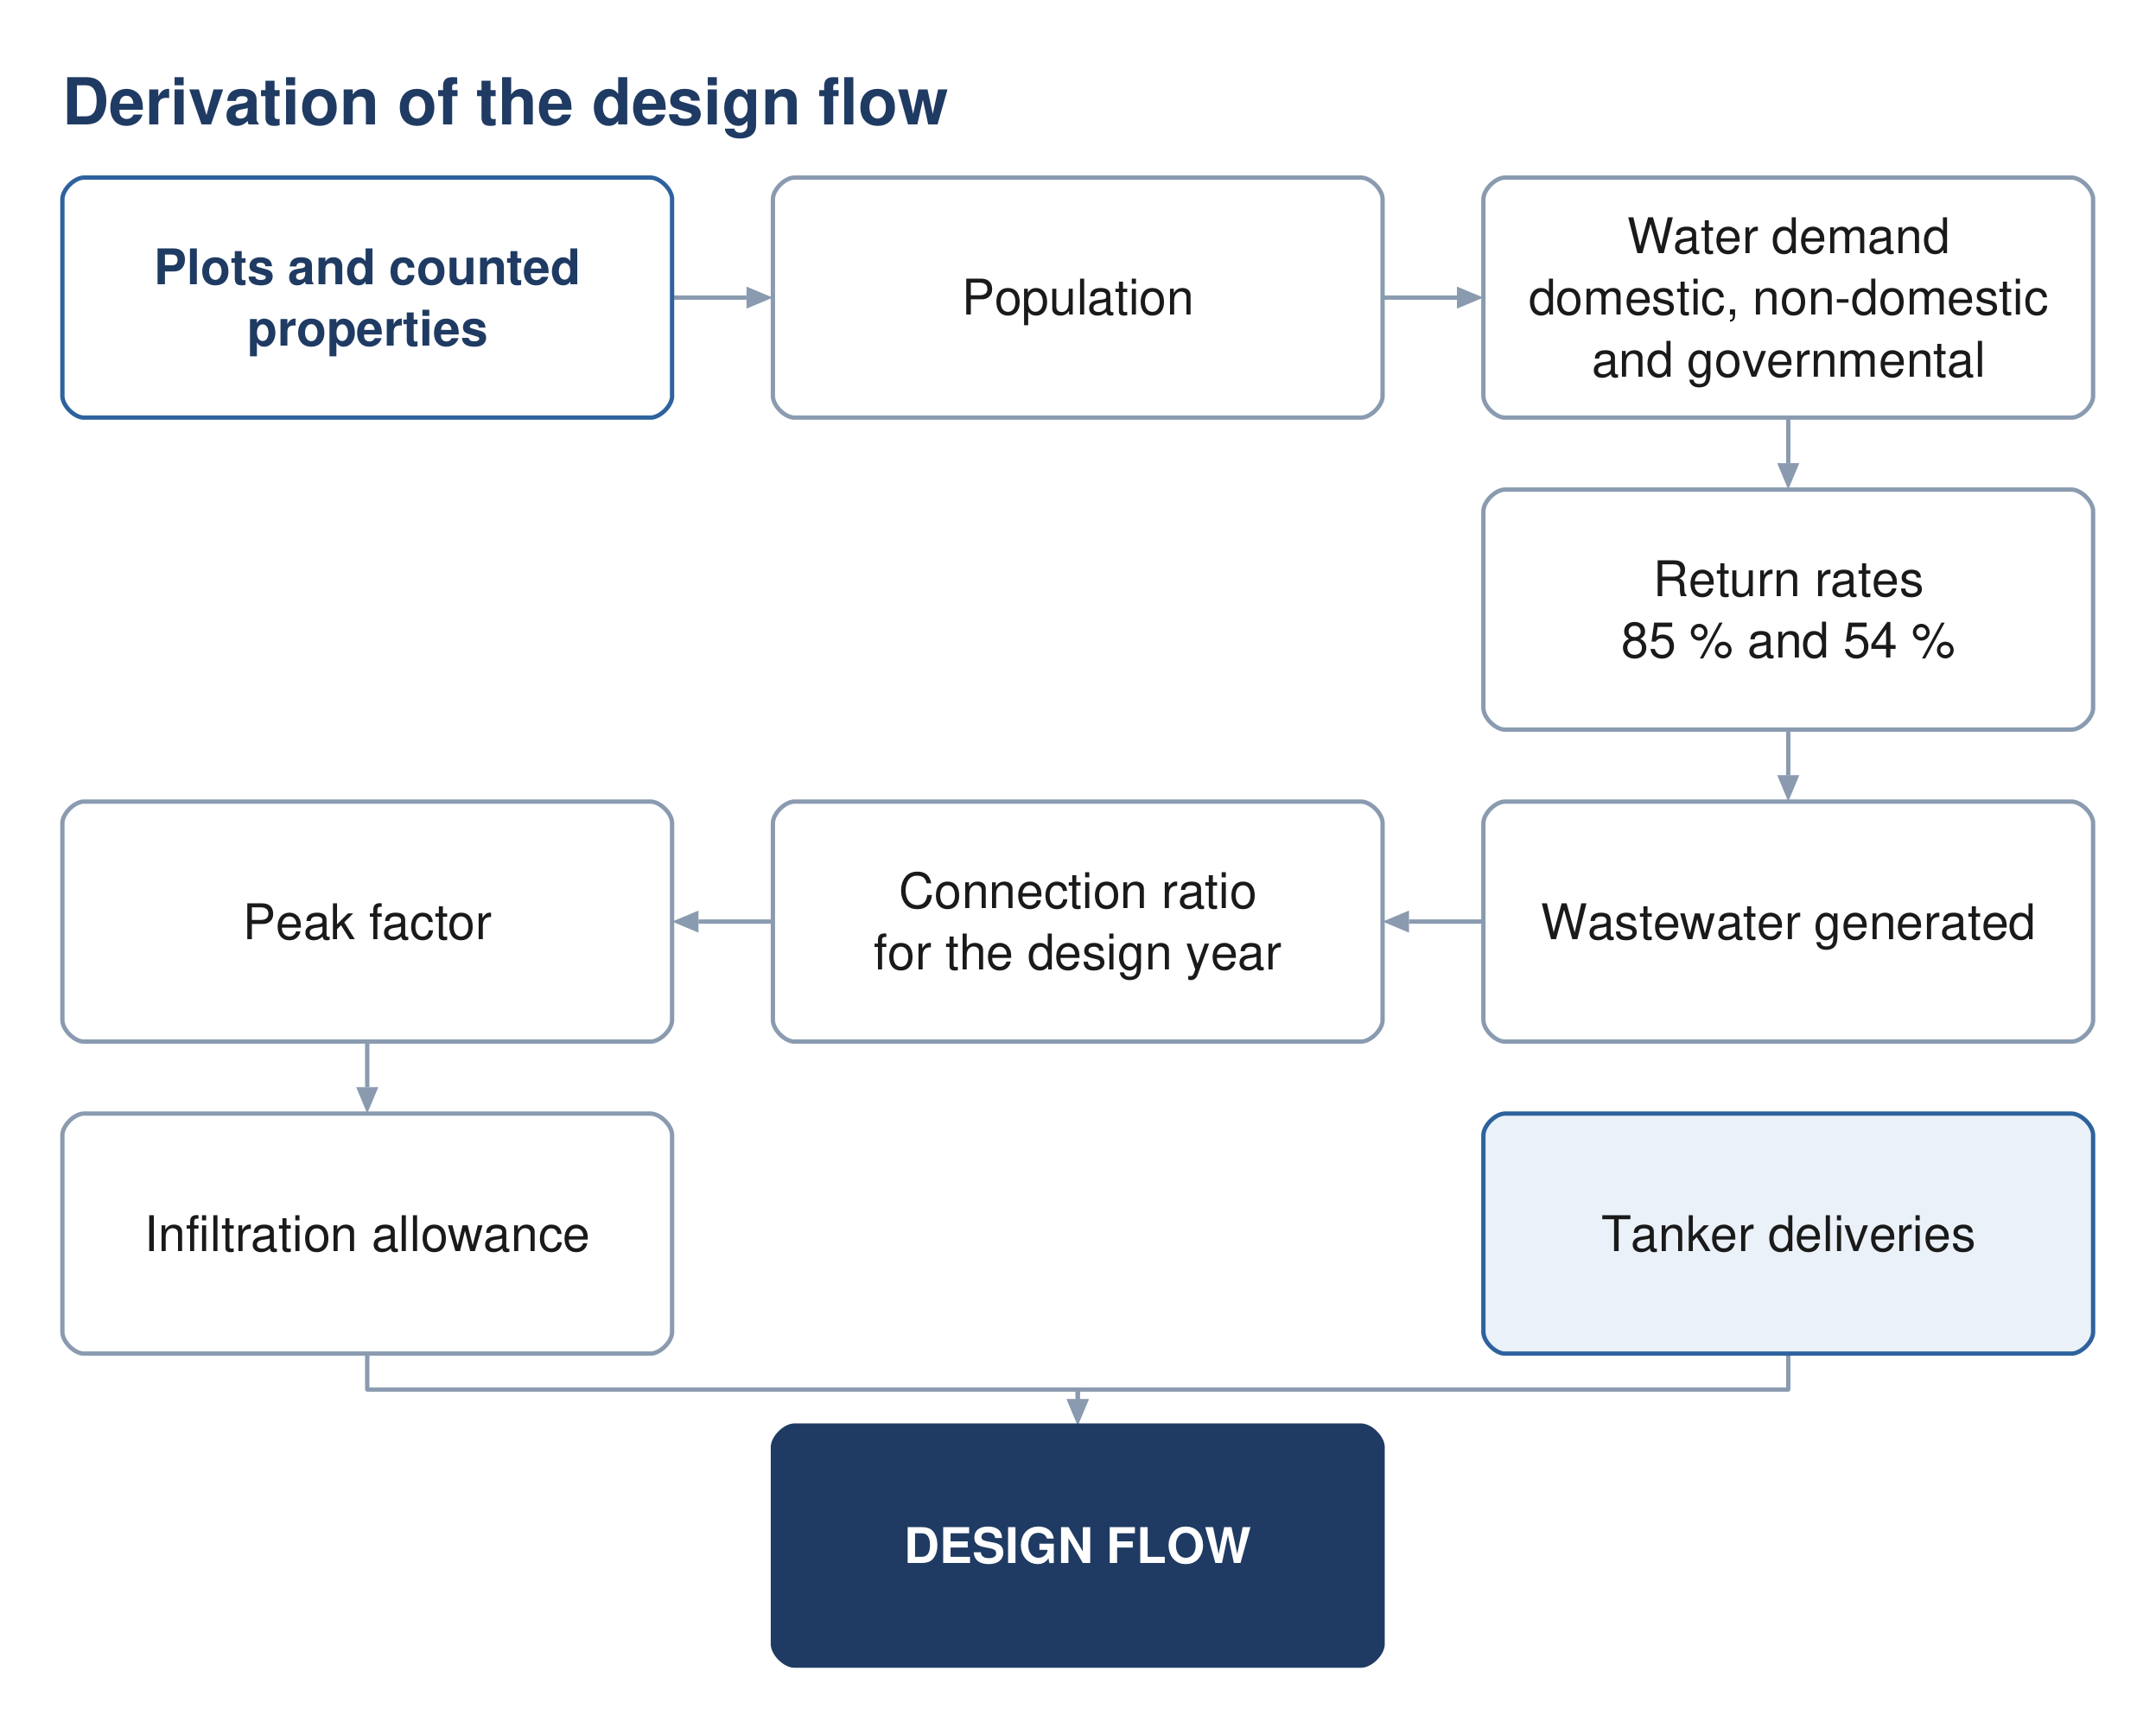 Derivation of the design flow
Plots and counted
properties
Population
Water demand
domestic, non-domestic
and governmental
Return rates
85 % and 54 %
Wastewater generated
Connection ratio
for the design year
Peak factor
Infiltration allowance
Tanker deliveries
DESIGN FLOW